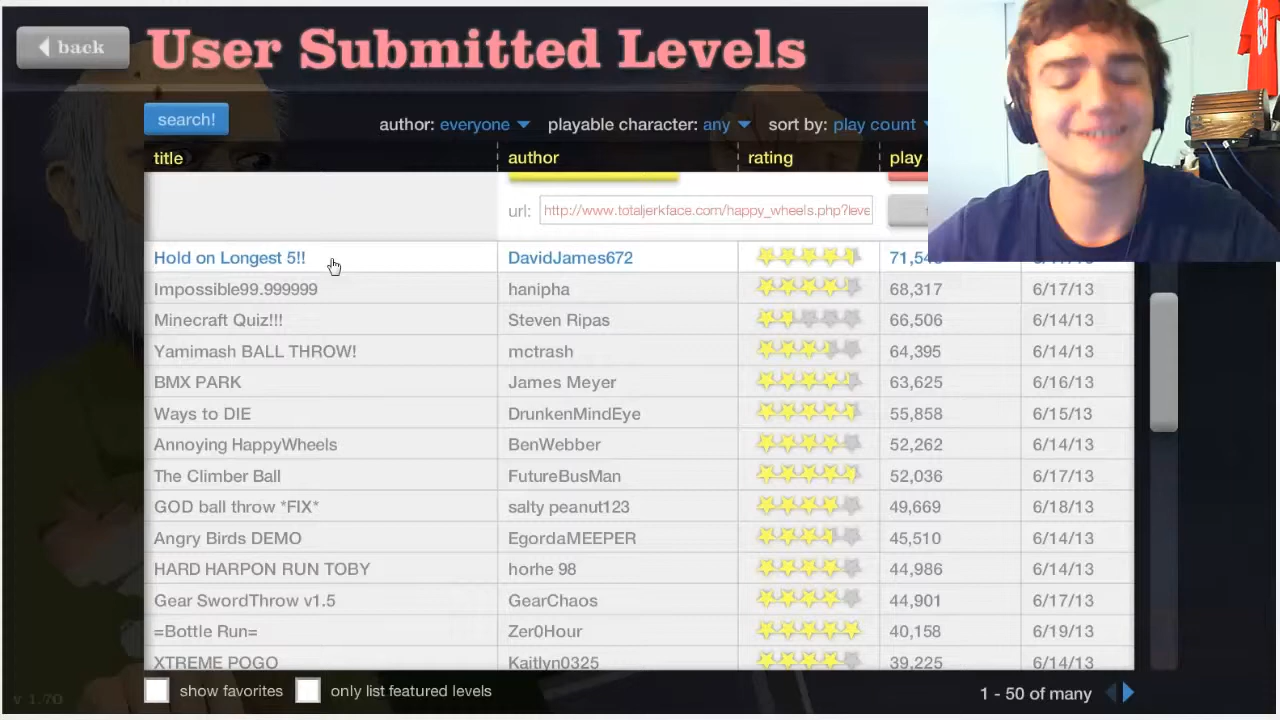 back
User Submitted Levels
search!
author: everyone playable character: any sort by: play count
title author rating play
url: http://www.totaljerkface.com/happy_wheels.php?leve
Hold on Longest 5!! DavidJames672
Impossible99.999999 hanipha 68,317 6/17/13
Minecraft Quiz!!! Steven Ripas 66,506 6/14/13
Yamimash BALL THROW! mctrash 64,395 6/14/13
BMX PARK James Meyer 63,625 6/16/13
Ways to DIE DrunkenMindEye 55,858 6/15/13
Annoying HappyWheels BenWebber 52,262 6/14/13
The Climber Ball FutureBusMan 52,036 6/17/13
GOD ball throw *FIX* salty peanut123 49,669 6/18/13
Angry Birds DEMO EgordaMEEPER 45,510 6/14/13
HARD HARPON RUN TOBY horhe 98 44,986 6/14/13
Gear SwordThrow v1.5 GearChaos 44,901 6/17/13
=Bottle Run= Zer0Hour 40,158 6/19/13
XTREME POGO Kaitlyn0325 39,225 6/14/13
show favorites only list featured levels 1 - 50 of many
v 1.70